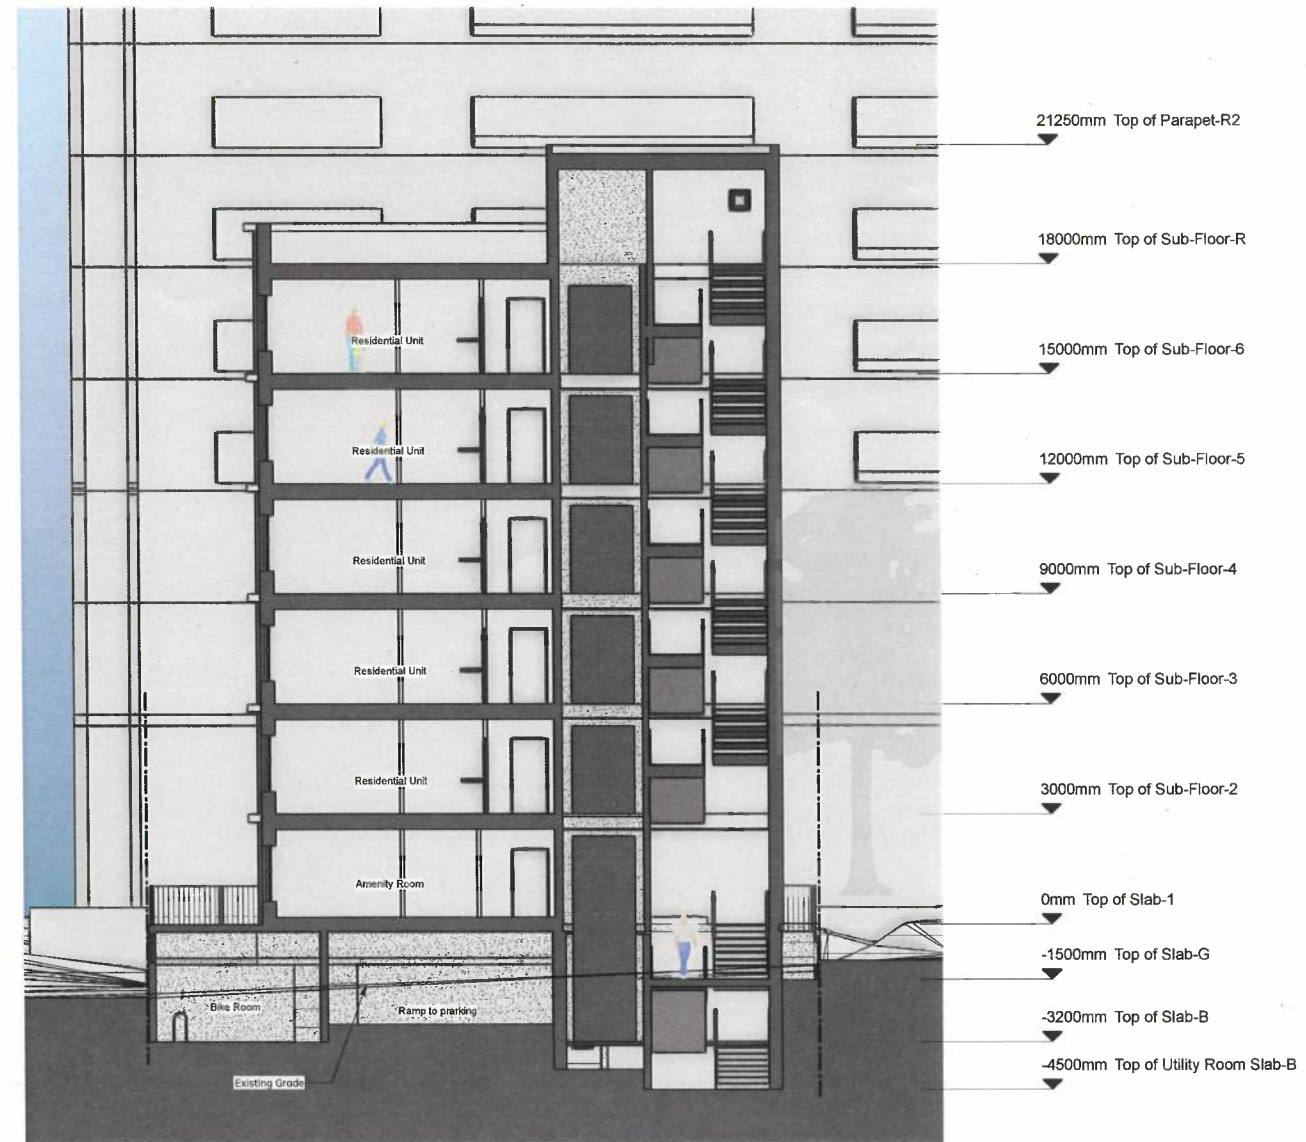 21250mm Top of Parapet-R2
18000mm Top of Sub-Floor-R
Residential Unit
15000mm Top of Sub-Floor-6
Residential Unit
12000mm Top of Sub-Floor-5
Residential Unit
9000mm Top of Sub-Floor-4
Residential Unit
6000mm Top of Sub-Floor-3
Residential Unit
3000mm Top of Sub-Floor-2
Amenity Room
0mm Top of Slab-1
-1500mm Top of Slab-G
Bike Room
Ramp to prarking
-3200mm Top of Slab-B
-4500mm Top of Utility Room Slab-B
Existing Grade